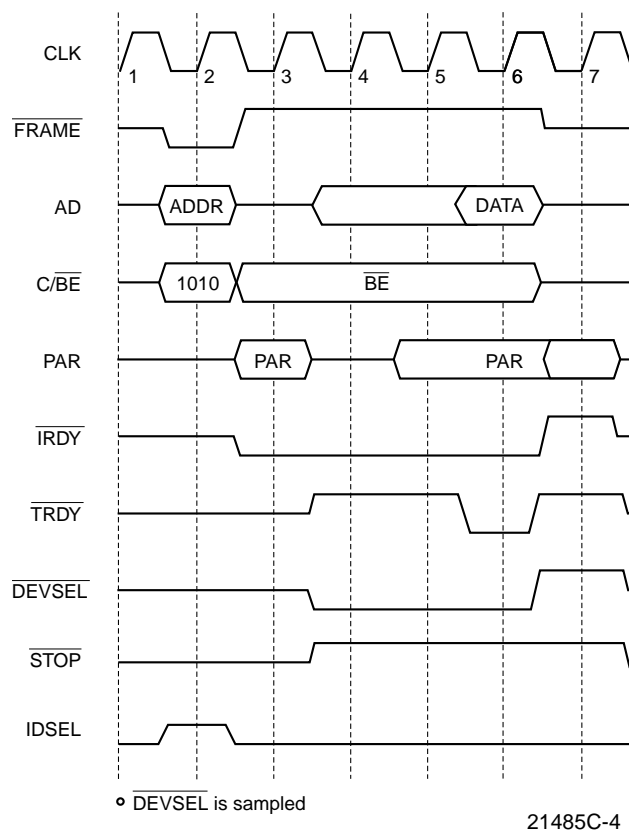 CLK
1 2 3 4 5 6 7
FRAME
AD ADDR DATA
C/BE 1010 BE
PAR PAR PAR
IRDY
TRDY
DEVSEL
STOP
IDSEL
DEVSEL is sampled
21485C-4